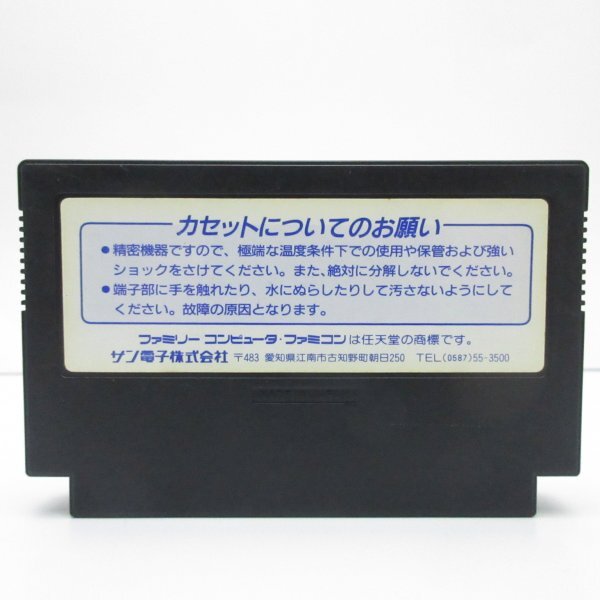 カセットについてのお願い
●精密機器ですので、極端な温度条件下での使用や保管および強い
ショックをさけてください。また、絶対に分解しないでください。
●端子部に手を触れたり、水にぬらしたりして汚さないようにして
ください。故障の原因となります。
ファミリー コンピュータ・ファミコンは任天堂の商標です。
サン電子株式会社 〒483 愛知県江南市古知野町朝日250 TEL.(0587)55-3500